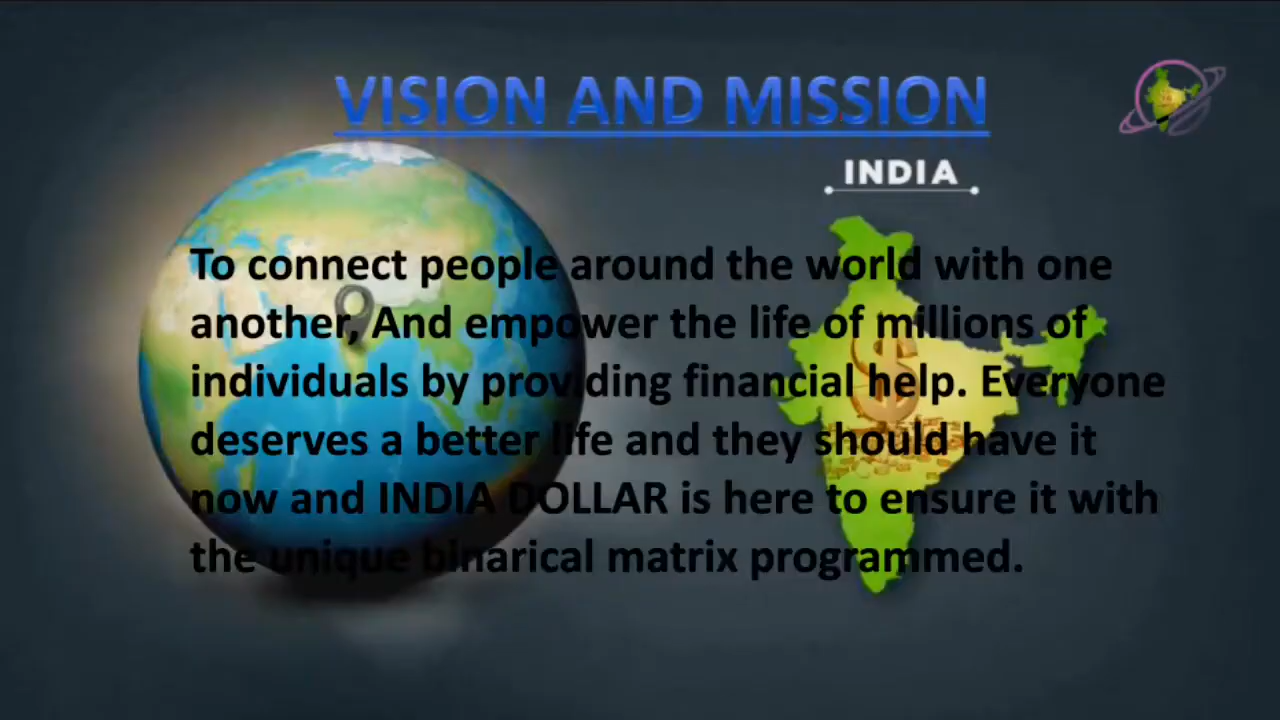 VISION AND MISSION
INDIA
To connect people around the world with one
another, And empower the life of millions of
individuals by providing financial help. Everyone
deserves a better life and they should have it
now and INDIA DOLLAR is here to ensure it with
the unique binarical matrix programmed.